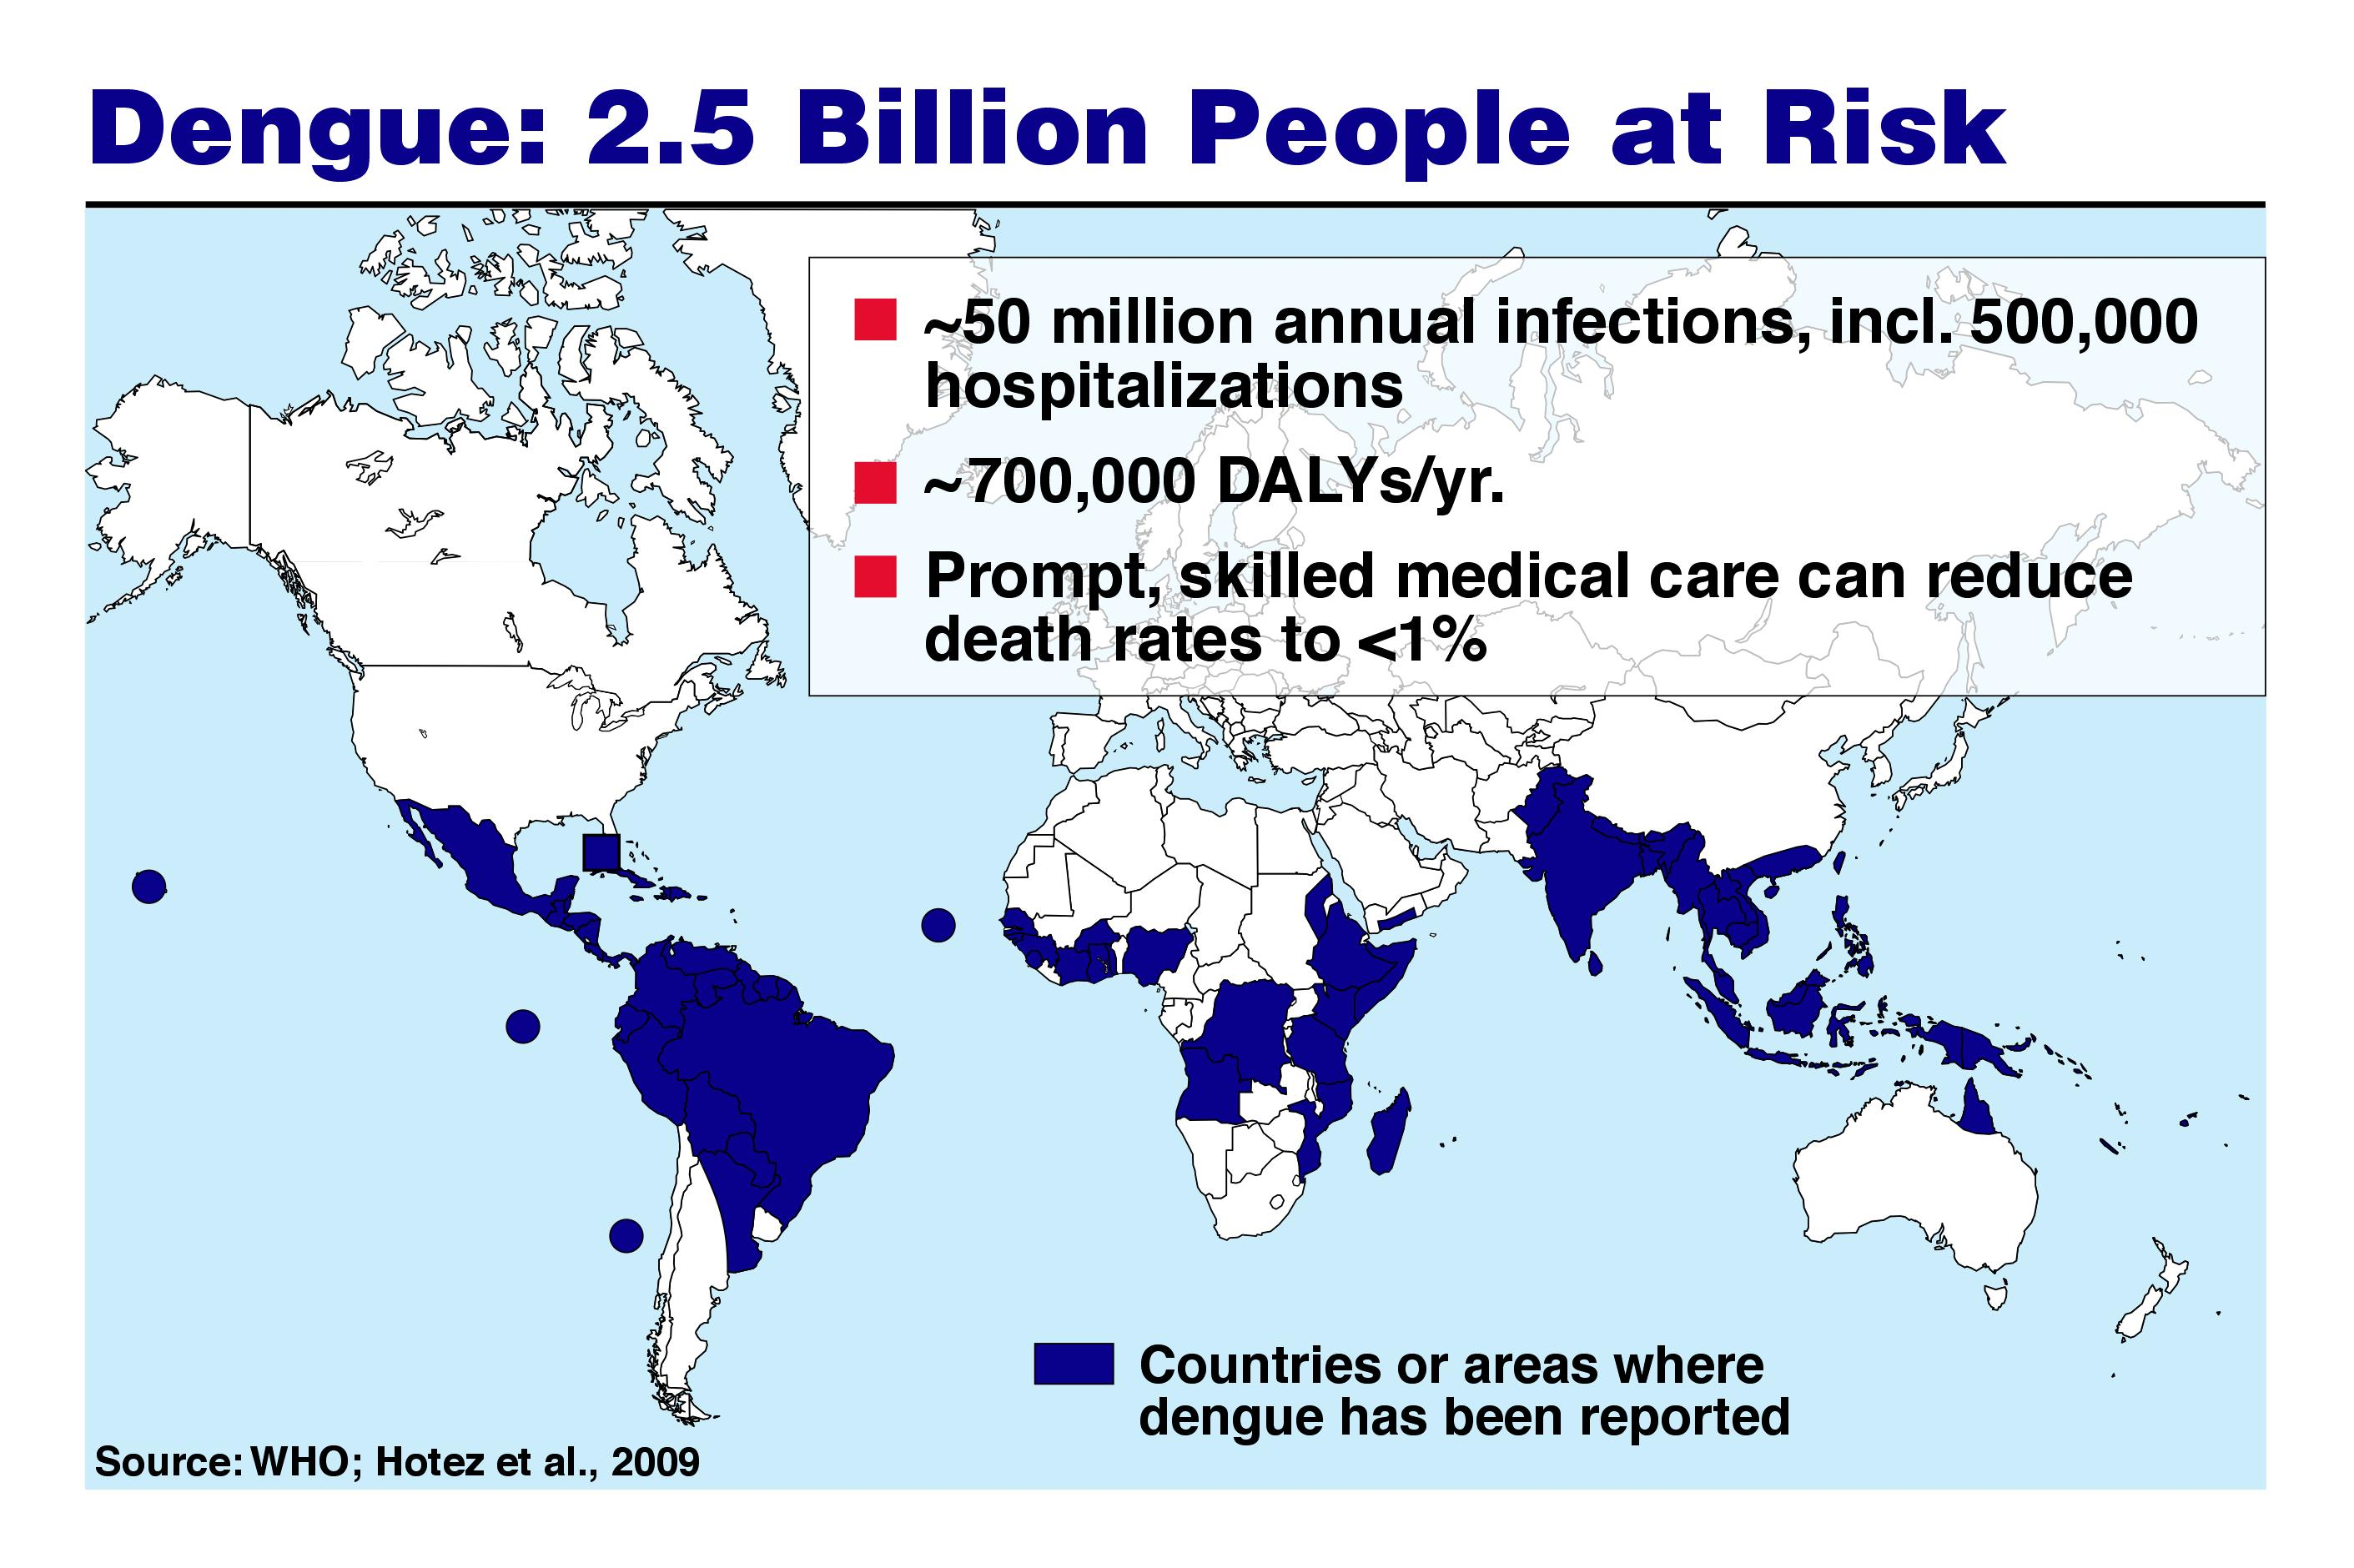 Dengue: 2.5 Billion People at Risk
~50 million annual infections, incl. 500,000
hospitalizations
~700,000 DALYs/yr.
Prompt, skilled medical care can reduce
death rates to <1%
Countries or areas where
dengue has been reported
Source: WHO; Hotez et al., 2009